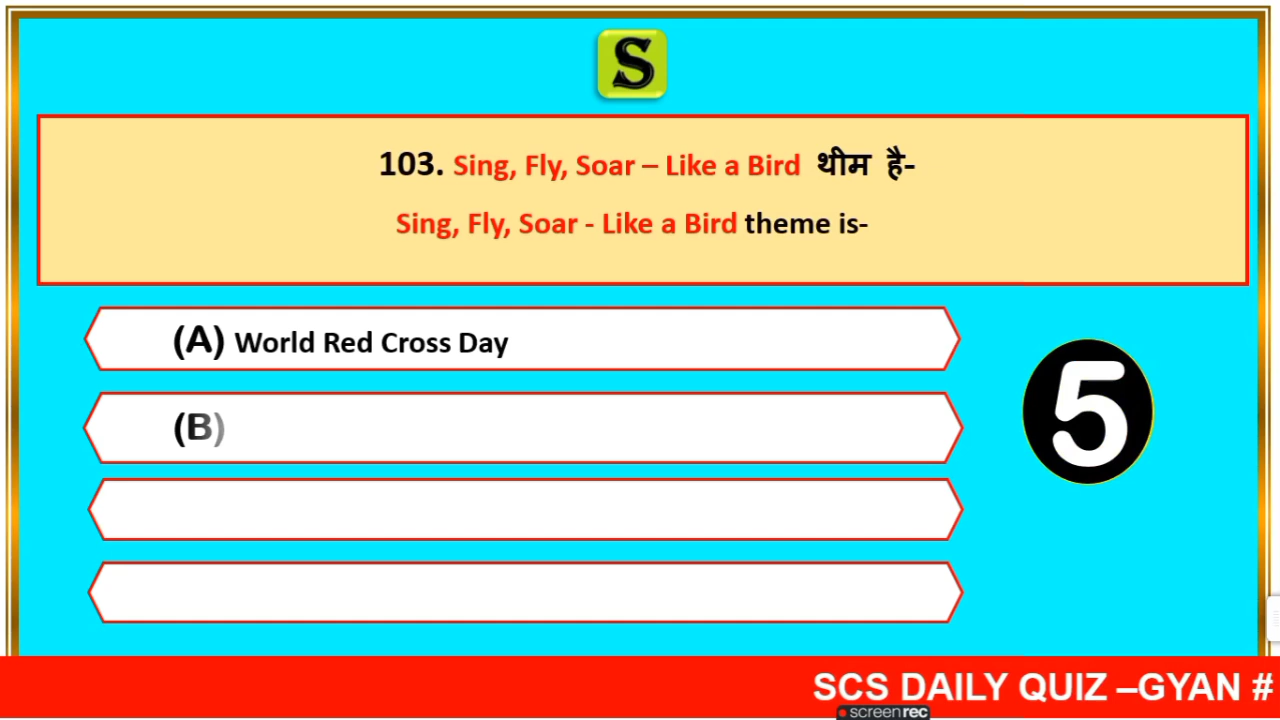 S
103. Sing, Fly, Soar – Like a Bird थीम है-
Sing, Fly, Soar - Like a Bird theme is-
(A) World Red Cross Day
(B)
5
SCS DAILY QUIZ –GYAN #
screenrec